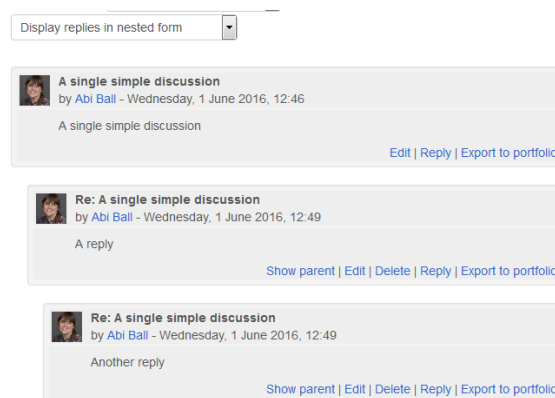 Display replies in nested form
A single simple discussion
by Abi Ball - Wednesday, 1 June 2016, 12:46
A single simple discussion
Edit | Reply | Export to portfolio
Re: A single simple discussion
by Abi Ball - Wednesday, 1 June 2016, 12:49
A reply
Show parent | Edit | Delete | Reply | Export to portfolio
Re: A single simple discussion
by Abi Ball - Wednesday, 1 June 2016, 12:49
Another reply
Show parent | Edit | Delete | Reply | Export to portfolio